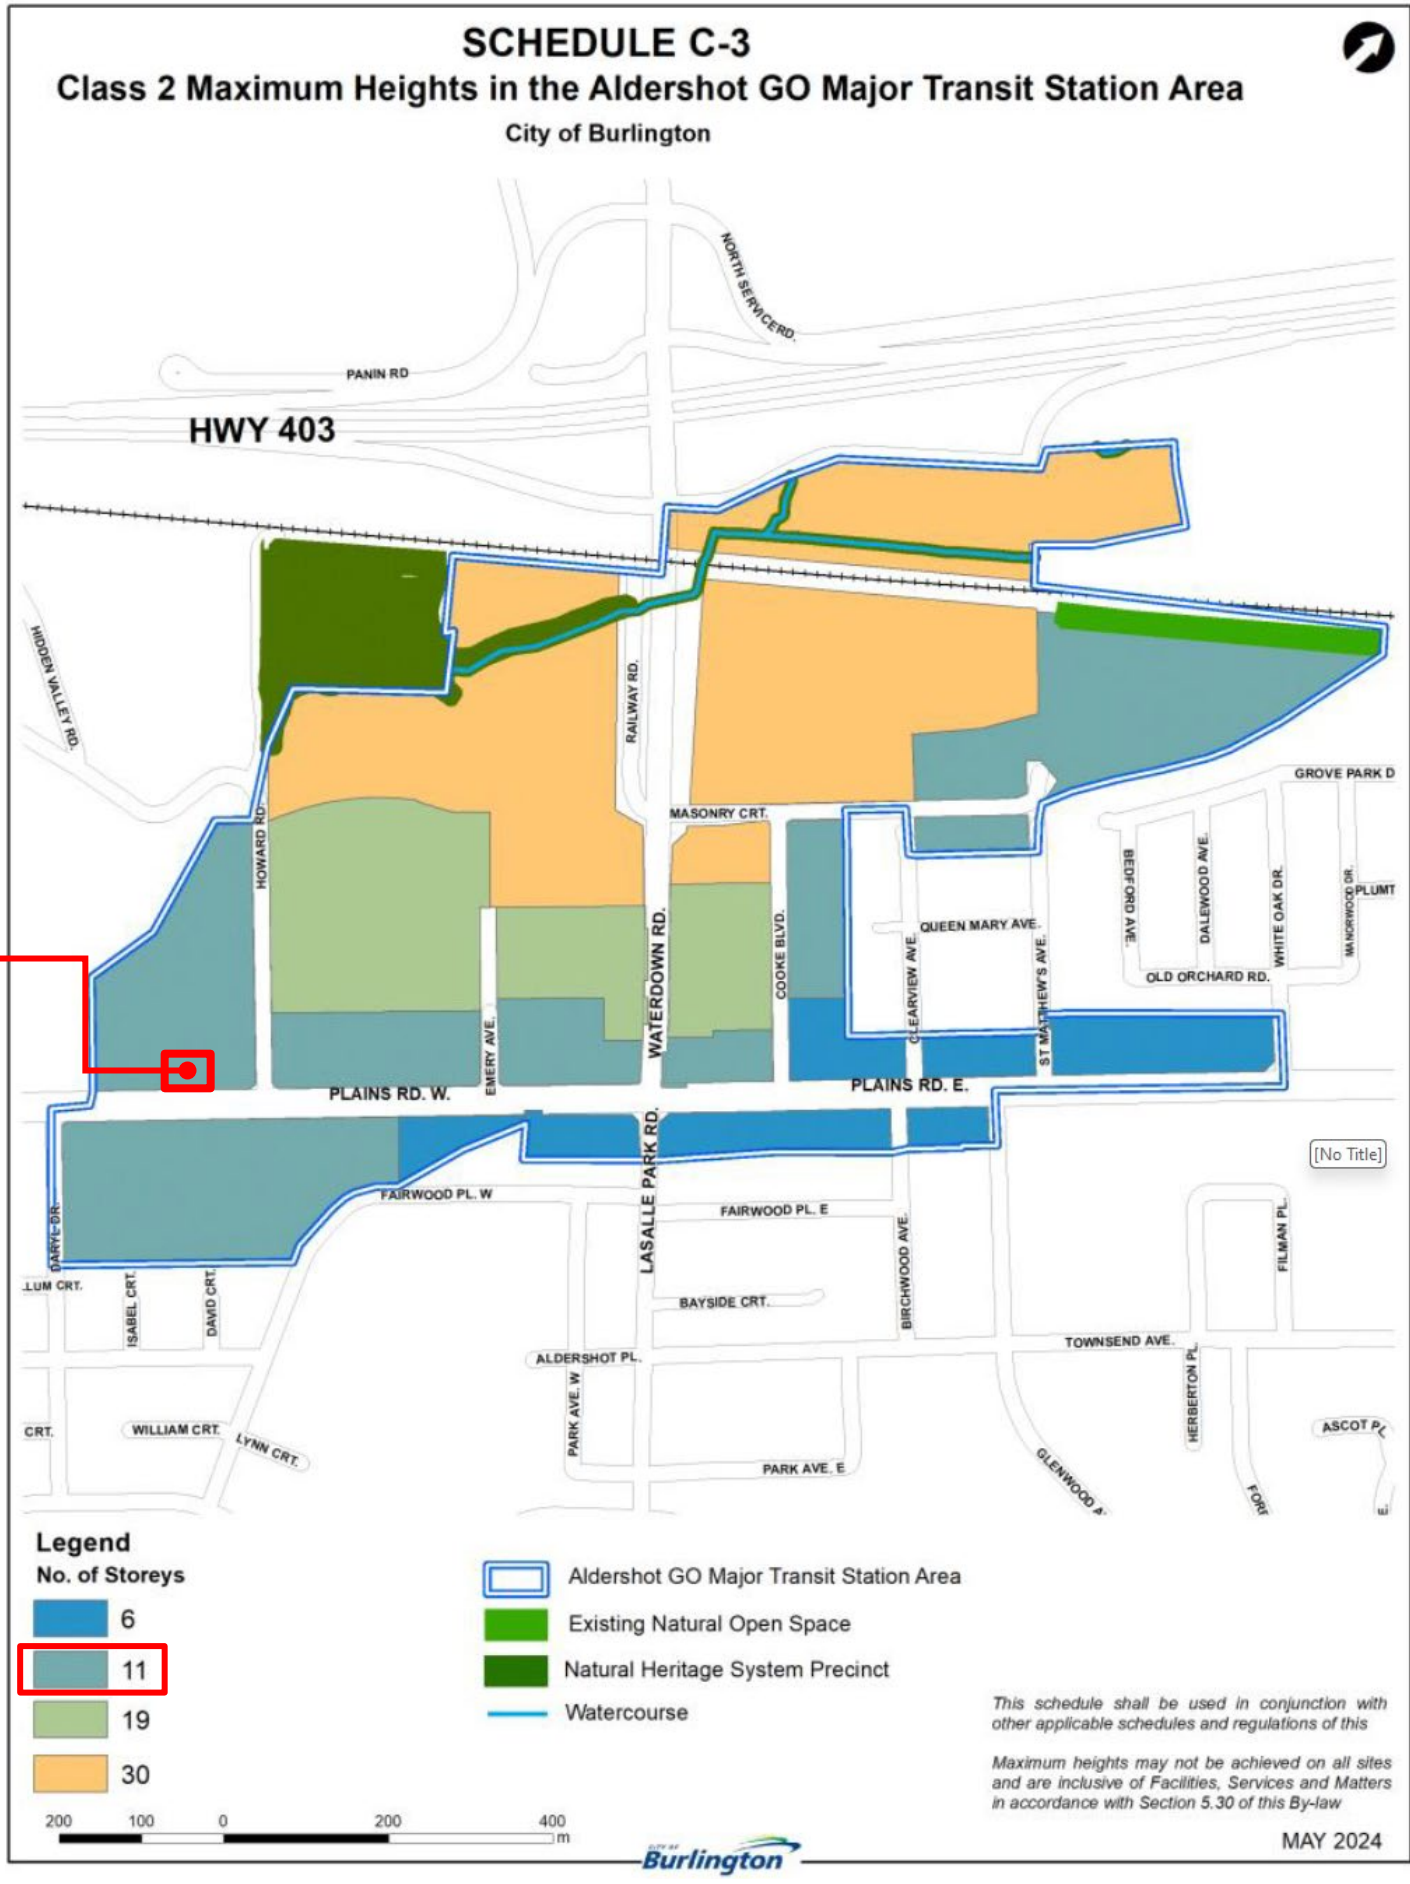 SCHEDULE C-3
Class 2 Maximum Heights in the Aldershot GO Major Transit Station Area
City of Burlington
NORTH SERVICE RD.
PANIN RD
HWY 403
HIDDEN VALLEY RD.
RAILWAY RD.
GROVE PARK D
MASONRY CRT.
HOWARD RD.
BEDFORD AVE.
DALEWOOD AVE.
WHITE OAK DR.
MANORWOOD DR.
PLUMT
QUEEN MARY AVE.
WATERDOWN RD.
COOKE BLVD.
CLEARVIEW AVE.
ST MATTHEW'S AVE.
OLD ORCHARD RD.
EMERY AVE.
PLAINS RD. W.
PLAINS RD. E.
[No Title]
LASALLE PARK RD.
FAIRWOOD PL. W
FAIRWOOD PL. E
DARYL DR.
BIRCHWOOD AVE.
FILMAN PL.
LUM CRT.
ISABEL CRT.
DAVID CRT.
BAYSIDE CRT.
TOWNSEND AVE.
ALDERSHOT PL.
PARK AVE. W
HERBERTON PL.
CRT.
WILLIAM CRT.
LYNN CRT.
ASCOT PL
PARK AVE. E
GLENWOOD A
E.
Legend
No. of Storeys
6
11
19
30
Aldershot GO Major Transit Station Area
Existing Natural Open Space
Natural Heritage System Precinct
Watercourse
This schedule shall be used in conjunction with
other applicable schedules and regulations of this
Maximum heights may not be achieved on all sites
and are inclusive of Facilities, Services and Matters
in accordance with Section 5.30 of this By-law
200 100 0 200 400
m
CITY OF
Burlington
MAY 2024